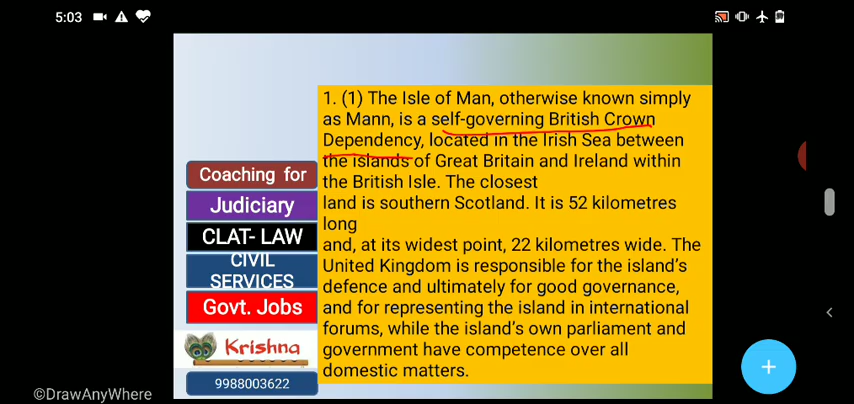 5:03
1. (1) The Isle of Man, otherwise known simply
as Mann, is a self-governing British Crown
Dependency, located in the Irish Sea between
the islands of Great Britain and Ireland within
the British Isle. The closest
land is southern Scotland. It is 52 kilometres
long
and, at its widest point, 22 kilometres wide. The
United Kingdom is responsible for the island's
defence and ultimately for good governance,
and for representing the island in international
forums, while the island's own parliament and
government have competence over all
domestic matters.
Coaching for
Judiciary
CLAT- LAW
CIVIL
SERVICES
Govt. Jobs
Krishna
9988003622
©DrawAnyWhere